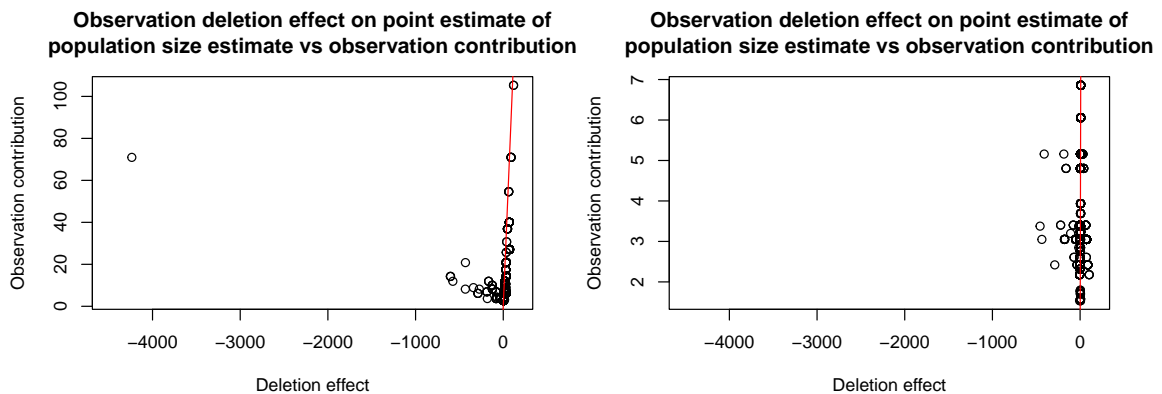 Observation deletion effect on point estimate of
population size estimate vs observation contribution
Observation contribution
100
80
60
40
20
0
−4000 −3000 −2000 −1000 0
Deletion effect
Observation deletion effect on point estimate of
population size estimate vs observation contribution
Observation contribution
7
6
5
4
3
2
−4000 −3000 −2000 −1000 0
Deletion effect